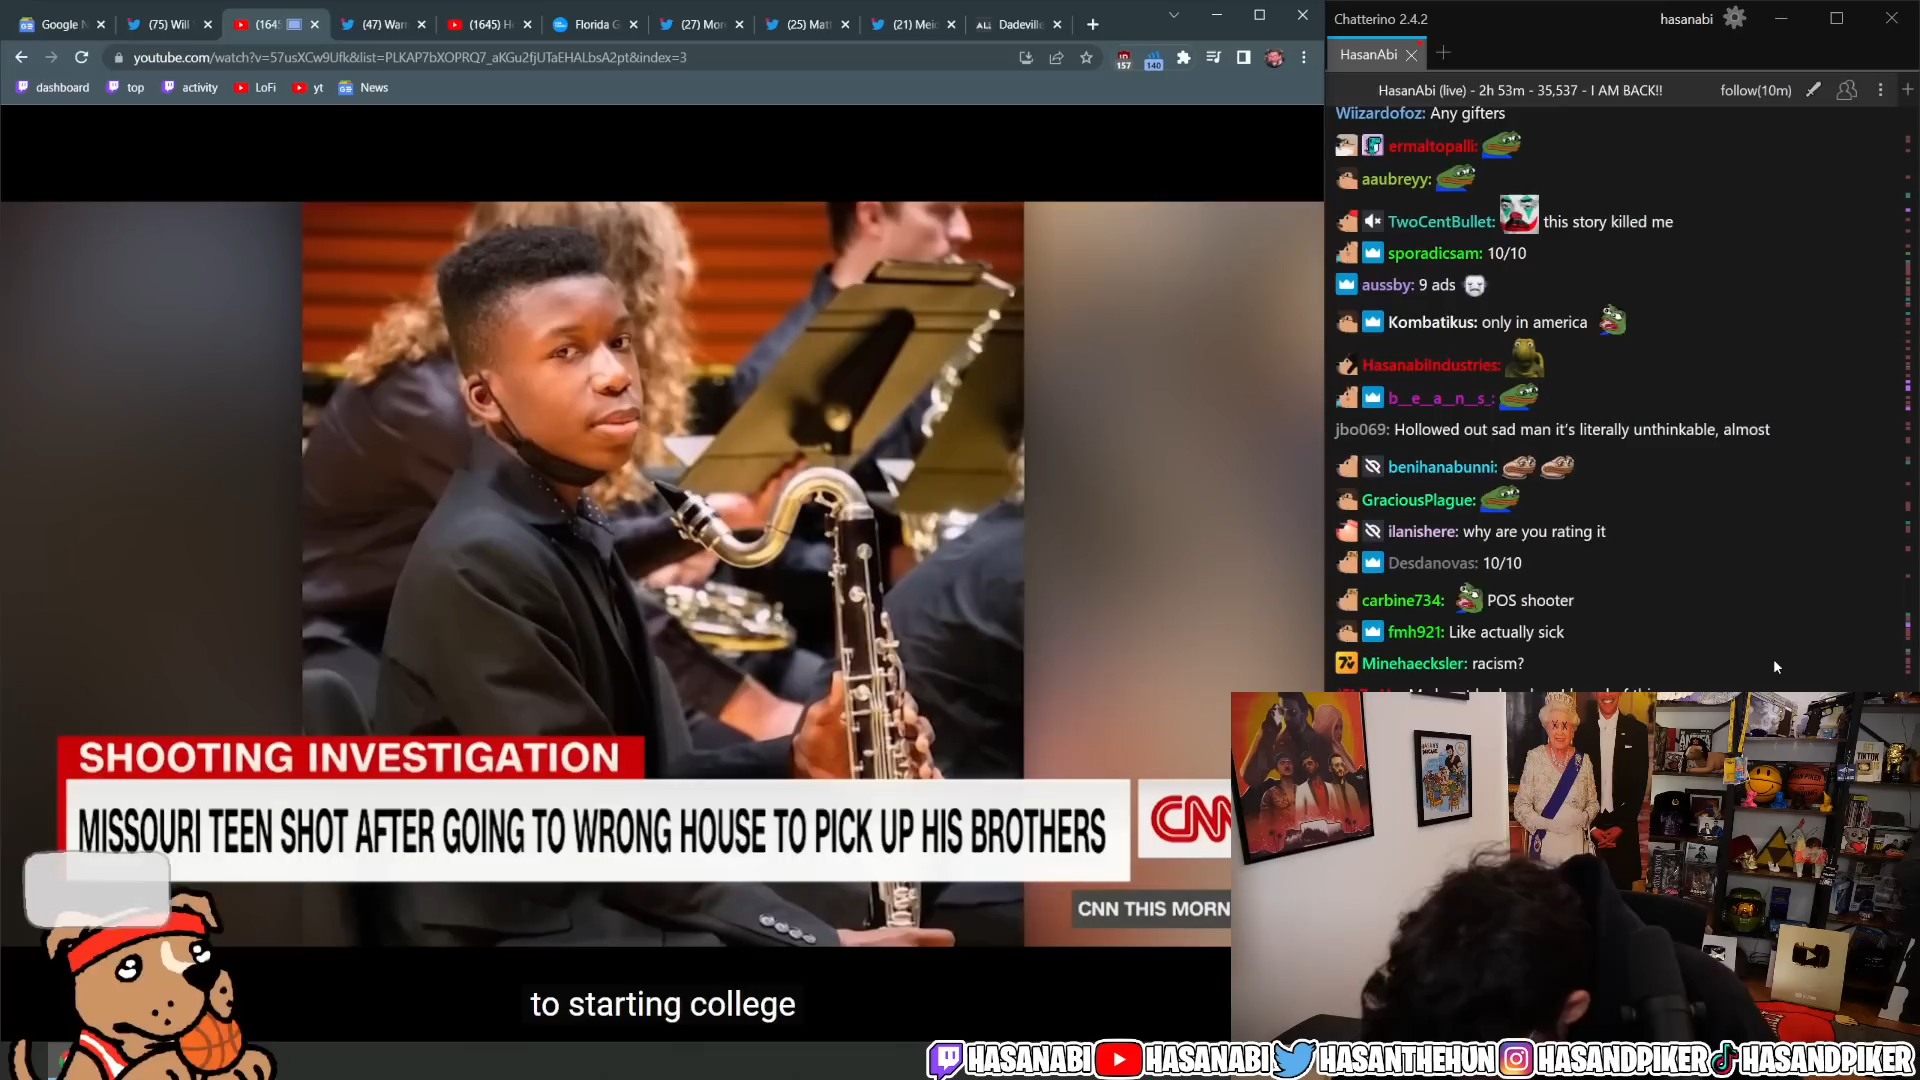 Google N
(75) Will
(164
(47) Warr
(1645) H
Florida G
(27) Mor
(25) Matt
(21) Meic
ALI
Dadeville
youtube.com/watch?v=57usXCw9Ufk&list=PLKAP7bXOPRQ7_aKGu2fjUTaEHALbsA2pt&index=3
157
140
dashboard
top
activity
LoFi
yt
News
SHOOTING INVESTIGATION
MISSOURI TEEN SHOT AFTER GOING TO WRONG HOUSE TO PICK UP HIS BROTHERS
CNN
CNN THIS MORN
to starting college
Chatterino 2.4.2
hasanabi
HasanAbi
HasanAbi (live) - 2h 53m - 35,537 - I AM BACK!!
follow(10m)
Wiizardofoz: Any gifters
ermaltopalli:
aaubreyy:
TwoCentBullet: this story killed me
sporadicsam: 10/10
aussby: 9 ads
Kombatikus: only in america
HasanabiIndustries:
b__e__a__n__s_:
jbo069: Hollowed out sad man it's literally unthinkable, almost
benihanabunni:
GraciousPlague:
ilanishere: why are you rating it
Desdanovas: 10/10
carbine734: POS shooter
fmh921: Like actually sick
Minehaecksler: racism?
HASANABI HASANABI HASANTHEHUN HASANDPIKER HASANDPIKER